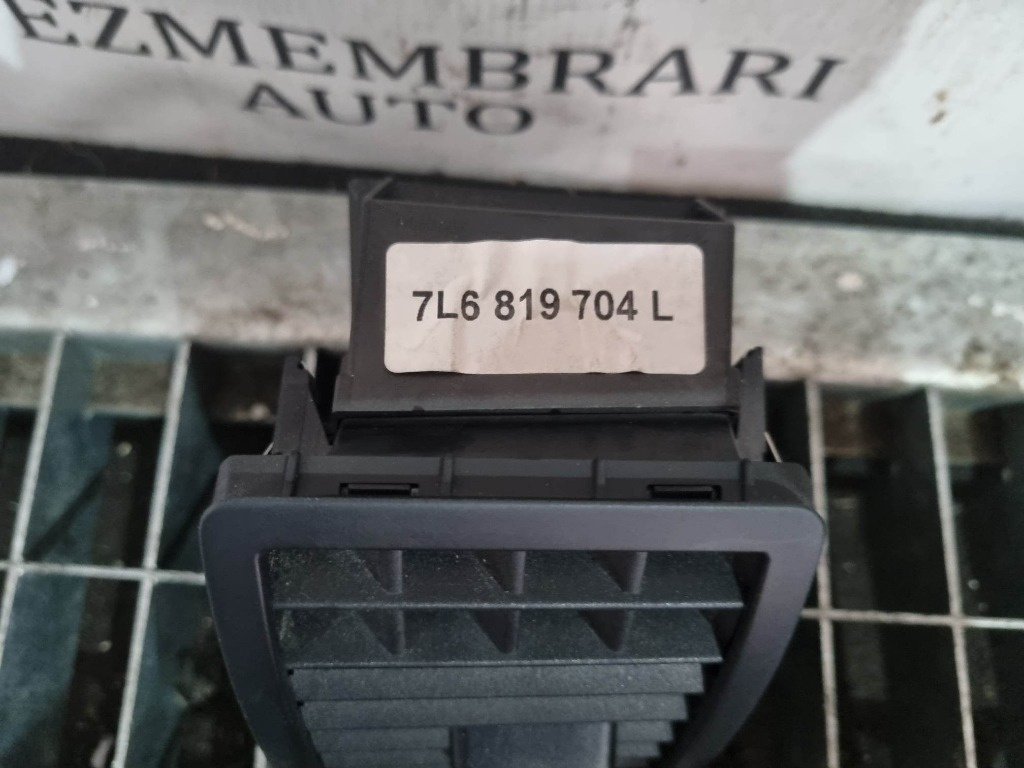 EZMEMBRARI
AUTO
7L6 819 704 L